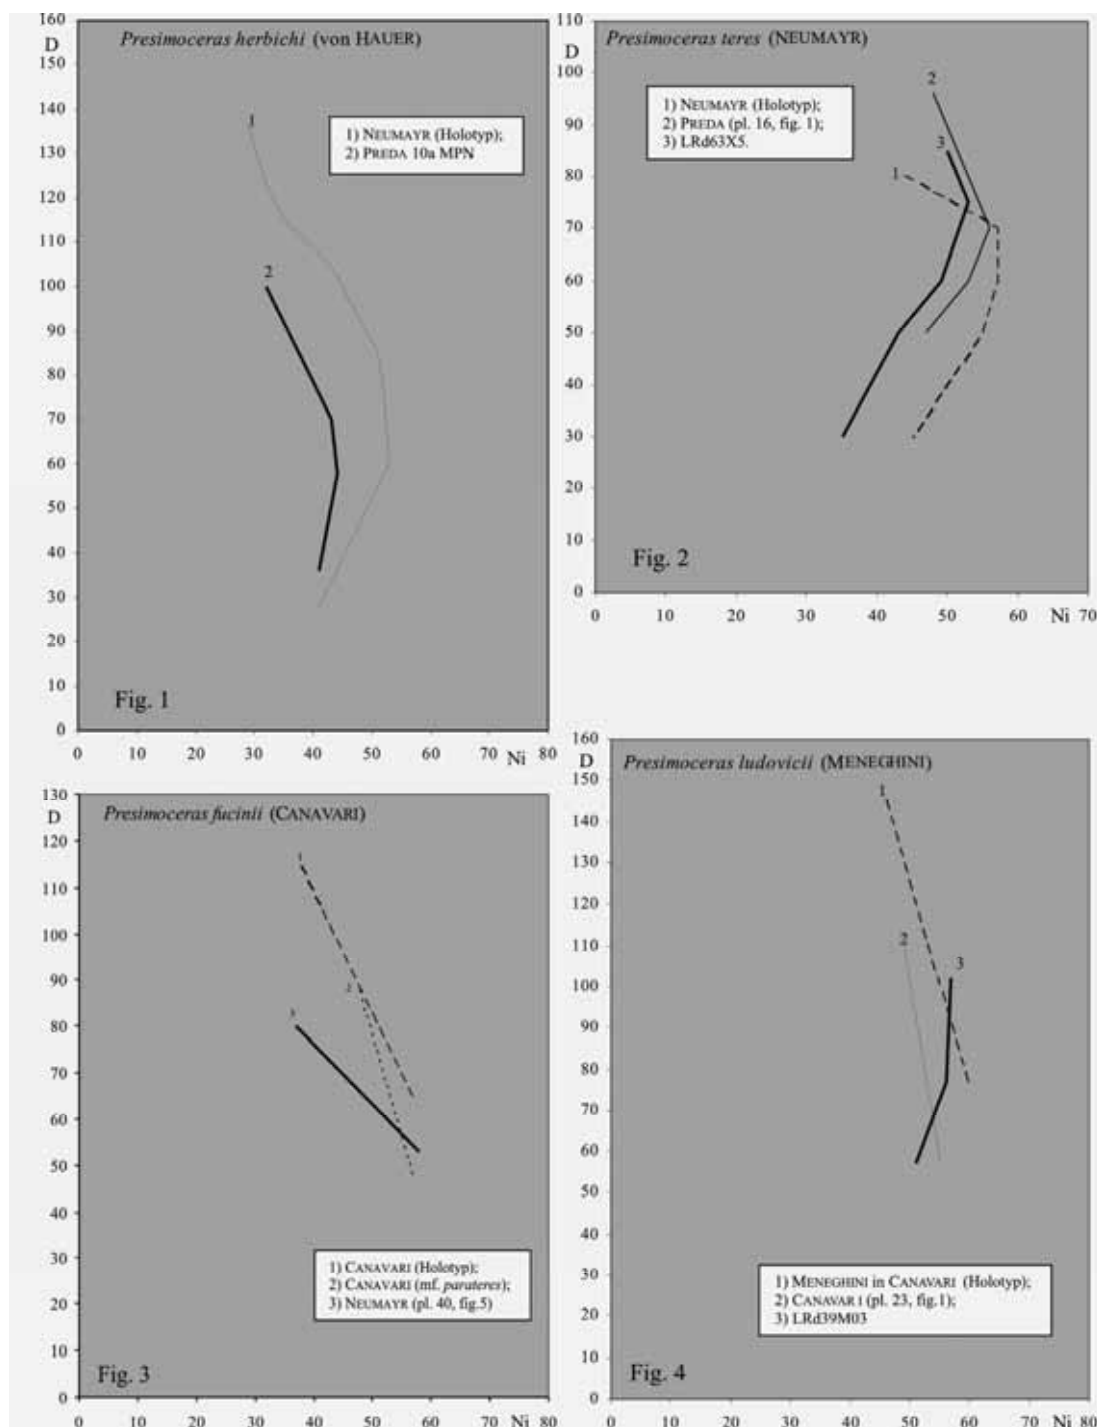 Presimoceras herbichi (von HAUER)
D
160
150
140
130
120
110
100
90
80
70
60
50
40
30
20
10
0
1) NEUMAYR (Holotyp);
2) PREDA 10a MPN
1
2
Fig. 1
0 10 20 30 40 50 60 70 Ni 80
Presimoceras teres (NEUMAYR)
D
110
100
90
80
70
60
50
40
30
20
10
0
1) NEUMAYR (Holotyp);
2) PREDA (pl. 16, fig. 1);
3) LRd63X5.
2
3
1
Fig. 2
0 10 20 30 40 50 60 Ni 70
Presimoceras fucinii (CANAVARI)
D
130
120
110
100
90
80
70
60
50
40
30
20
10
0
1
2
3
1) CANAVARI (Holotyp);
2) CANAVARI (mf. parateres);
3) NEUMAYR (pl. 40, fig.5)
Fig. 3
0 10 20 30 40 50 60 70 Ni 80
Presimoceras ludovicii (MENEGHINI)
D
160
150
140
130
120
110
100
90
80
70
60
50
40
30
20
10
0
1
2
3
1) MENEGHINI in CANAVARI (Holotyp);
2) CANAVAR I (pl. 23, fig.1);
3) LRd39M03
Fig. 4
0 10 20 30 40 50 60 70 Ni 80